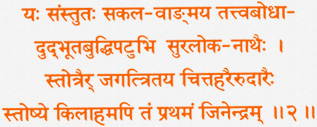 यः संस्तुतः सकल-वाङ्मय तत्त्वबोधा-
दुद्भूतबुद्धिपटुभि सुरलोक-नाथैः ।
स्तोत्रैर् जगत्त्रितय चित्तहरैरुदारैः
स्तोष्ये किलाहमपि तं प्रथमं जिनेन्द्रम् ॥२॥